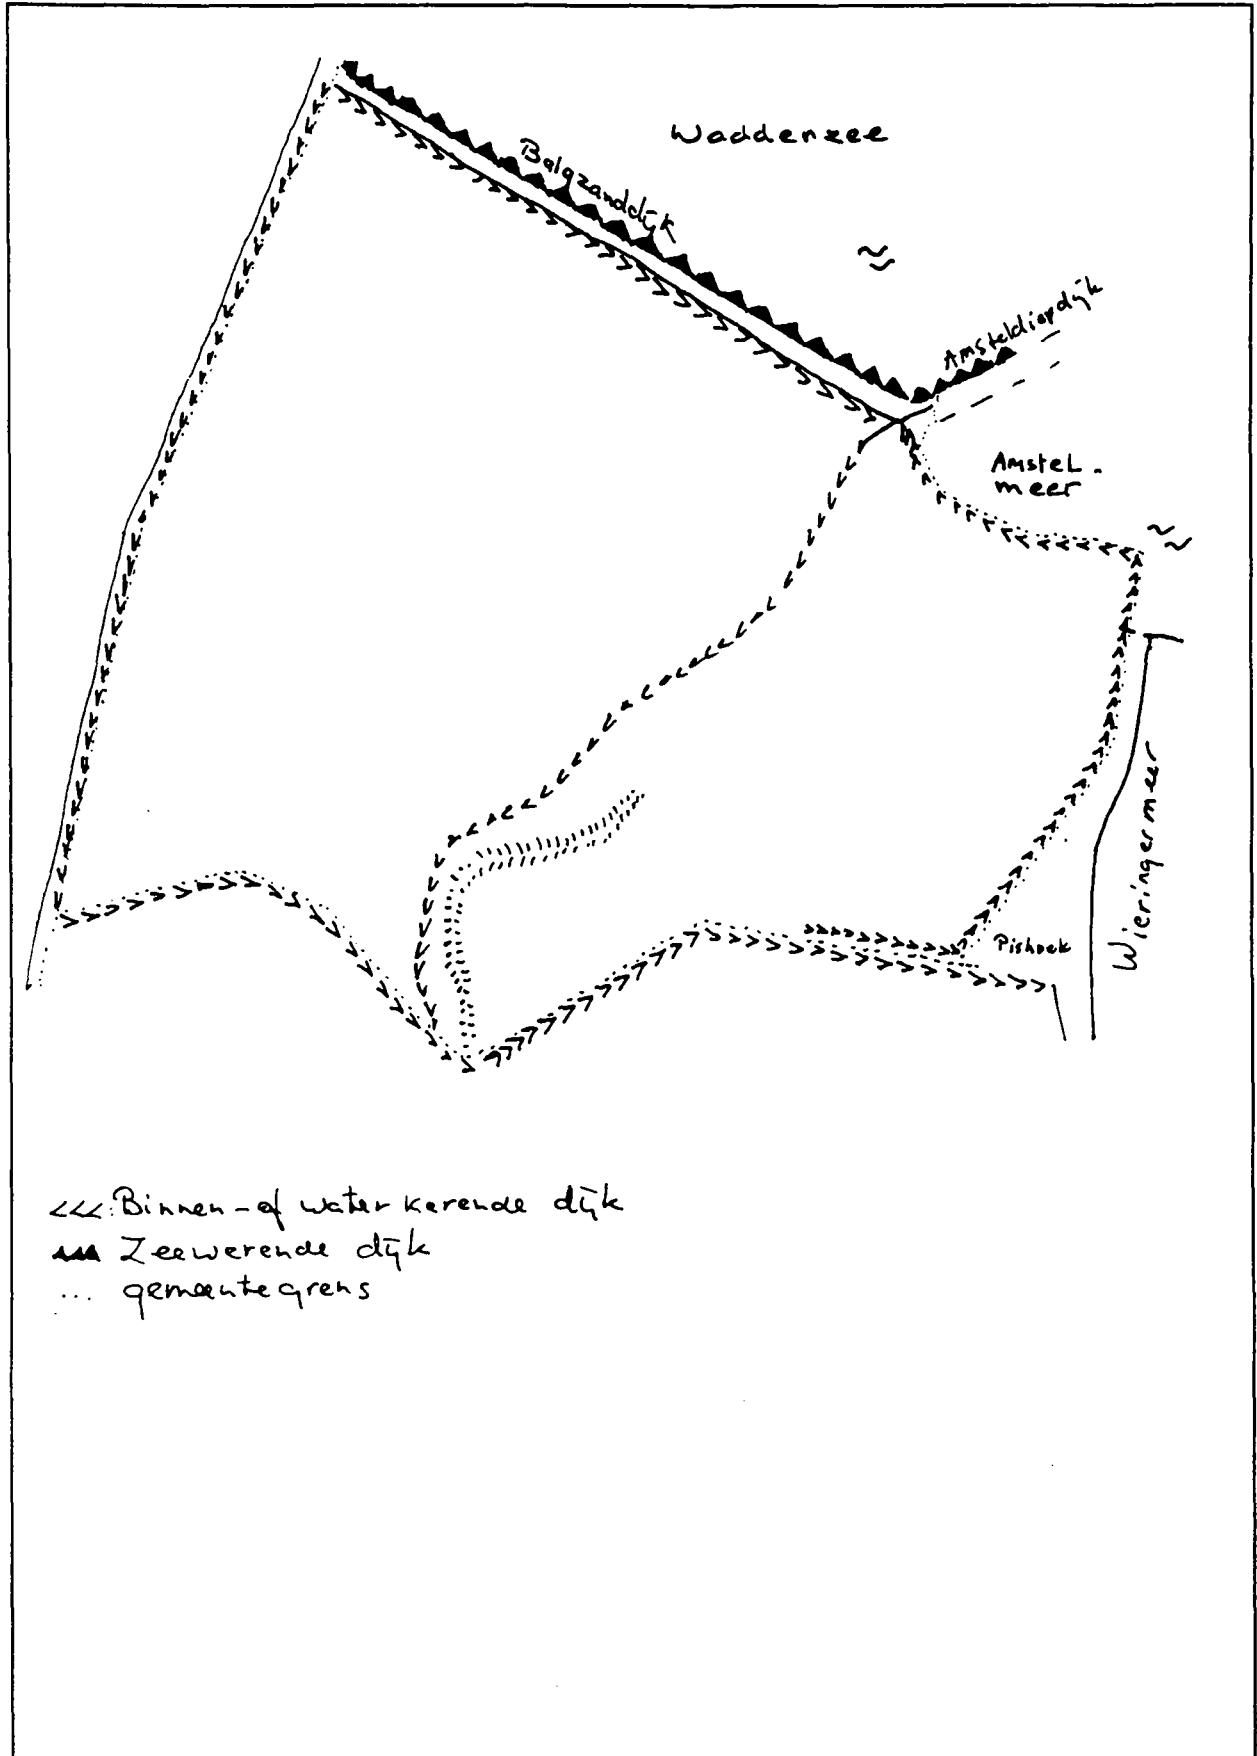 Waddenzee
Balgzanddijk
Amsteldiepdijk
Amstel-
meer
Wieringermeer
Pishoek
<<< Binnen-of waterkerende dijk
Zeewerende dijk
... gemeentegrens